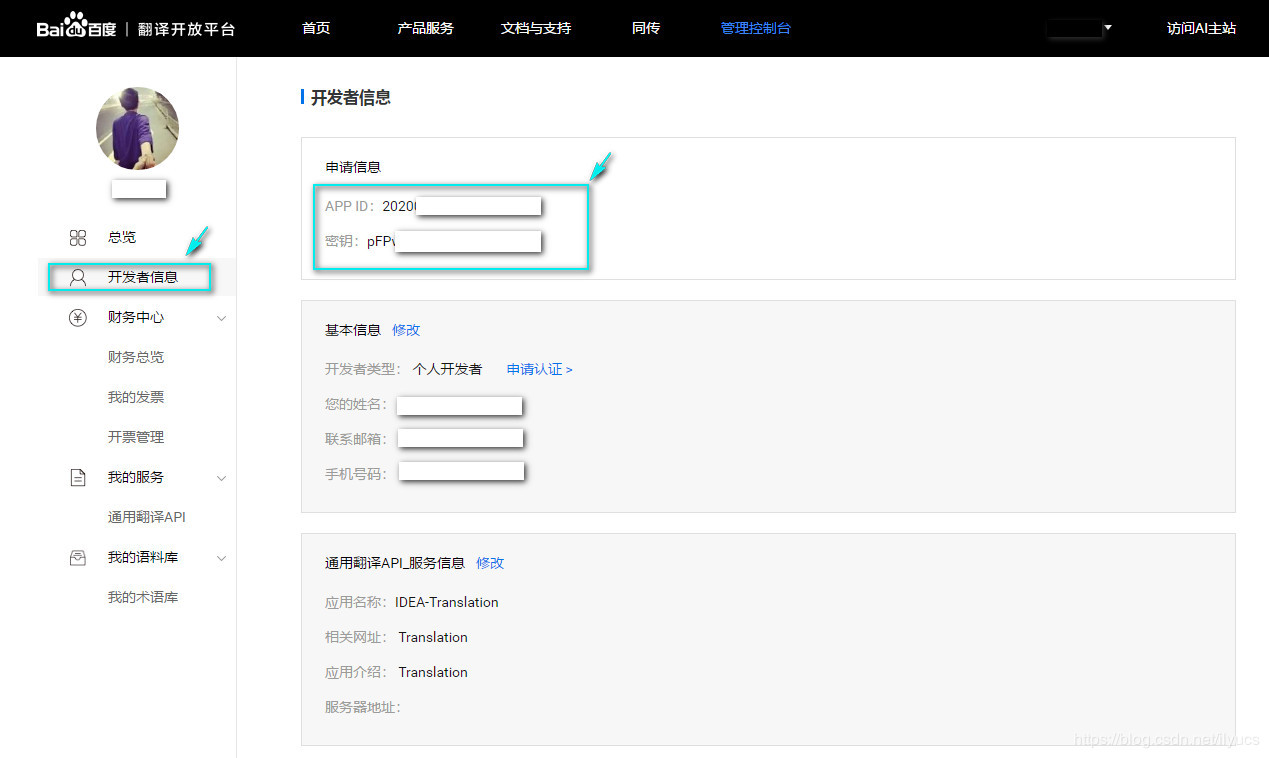 Bai du 百度 | 翻译开放平台 首页 产品服务 文档与支持 同传 管理控制台 访问AI主站
总览
开发者信息
财务中心
财务总览
我的发票
开票管理
我的服务
通用翻译API
我的语料库
我的术语库
开发者信息
申请信息
APP ID： 2020
密钥： pFP
基本信息 修改
开发者类型： 个人开发者 申请认证 >
您的姓名：
联系邮箱：
手机号码：
通用翻译API_服务信息 修改
应用名称： IDEA-Translation
相关网址： Translation
应用介绍： Translation
服务器地址：
https://blog.csdn.net/ilyucs